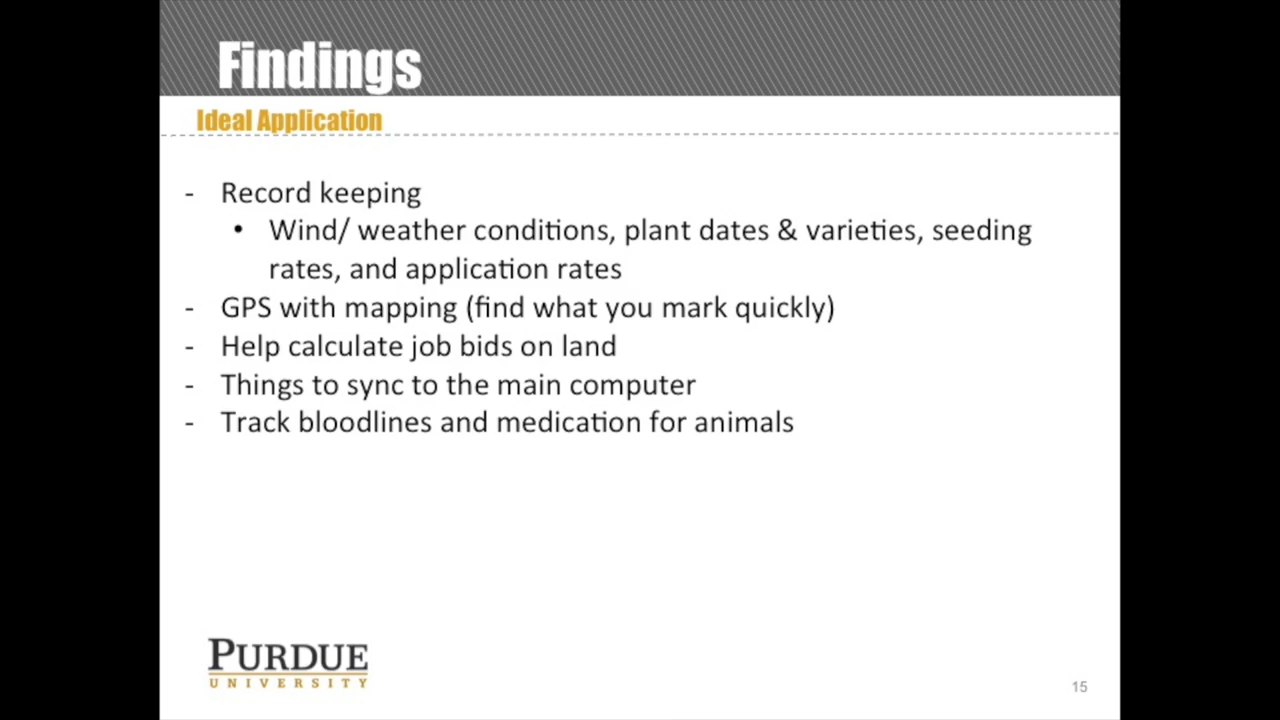 Findings
Ideal Application
- Record keeping
• Wind/ weather conditions, plant dates & varieties, seeding
rates, and application rates
- GPS with mapping (find what you mark quickly)
- Help calculate job bids on land
- Things to sync to the main computer
- Track bloodlines and medication for animals
PURDUE
UNIVERSITY
15